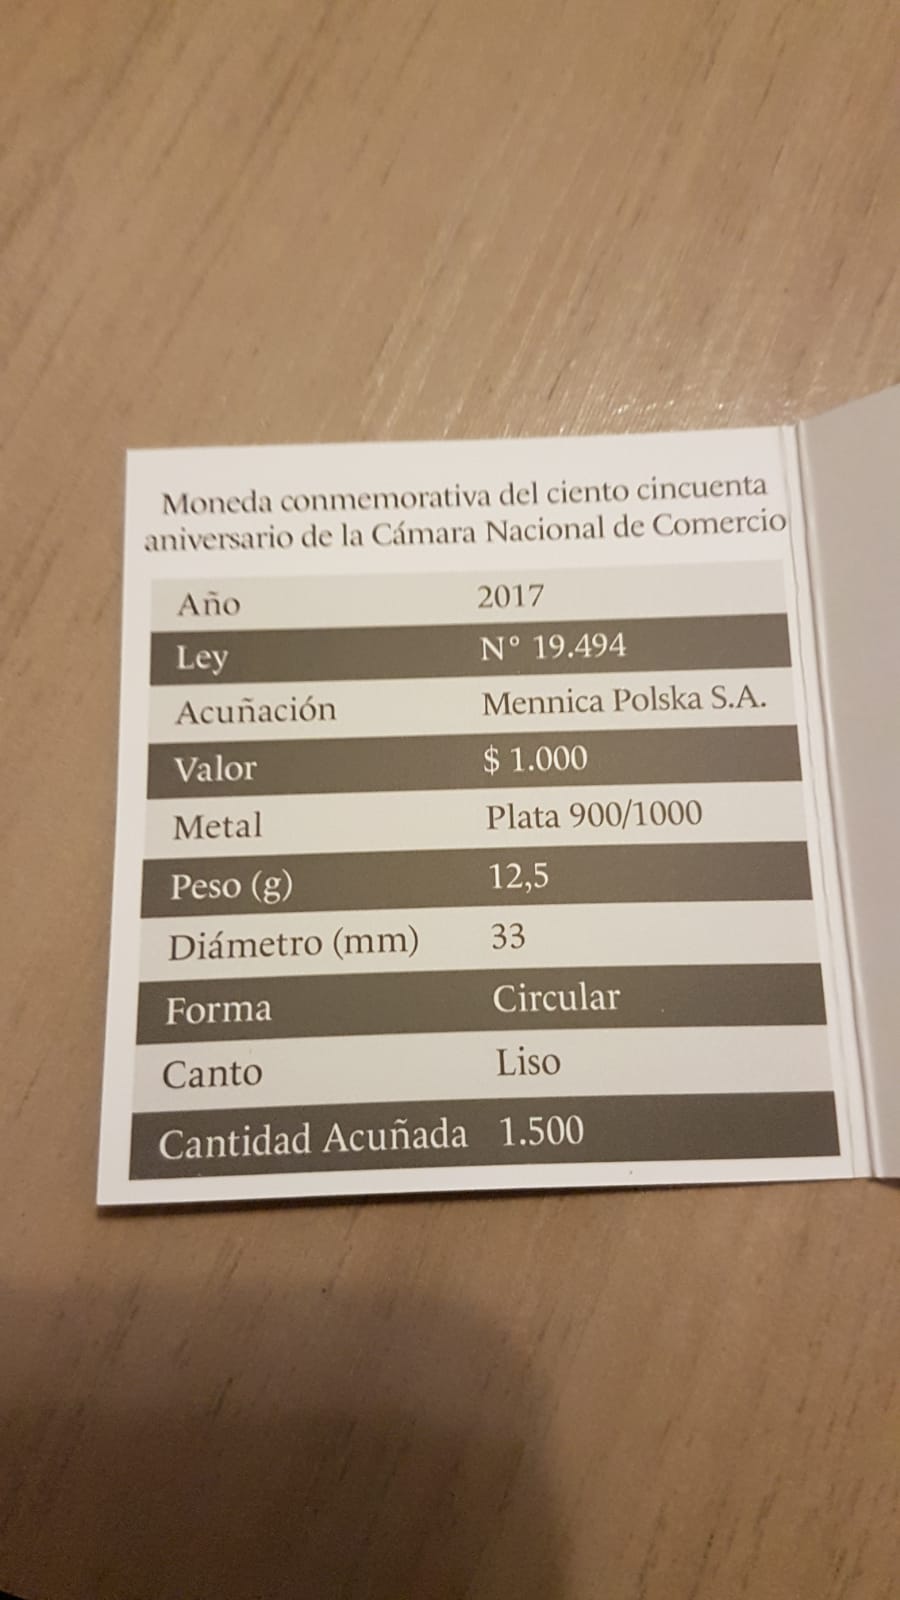 Moneda conmemorativa del ciento cincuenta
aniversario de la Cámara Nacional de Comercio
Año 2017
Ley N° 19.494
Acuñación Mennica Polska S.A.
Valor $ 1.000
Metal Plata 900/1000
Peso (g) 12,5
Diámetro (mm) 33
Forma Circular
Canto Liso
Cantidad Acuñada 1.500